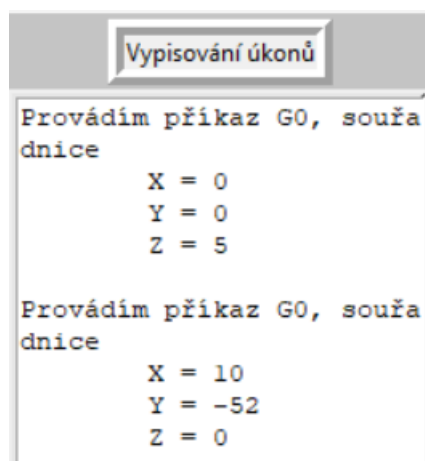 Vypisování úkonů
Provádím příkaz G0, souřa
dnice
X = 0
Y = 0
Z = 5
Provádím příkaz G0, souřa
dnice
X = 10
Y = -52
Z = 0